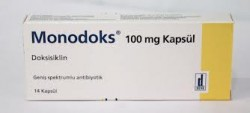 Monodoks® 100 mg Kapsül
Doksisiklin
Geniş spektrumlu antibiyotik
14 Kapsül